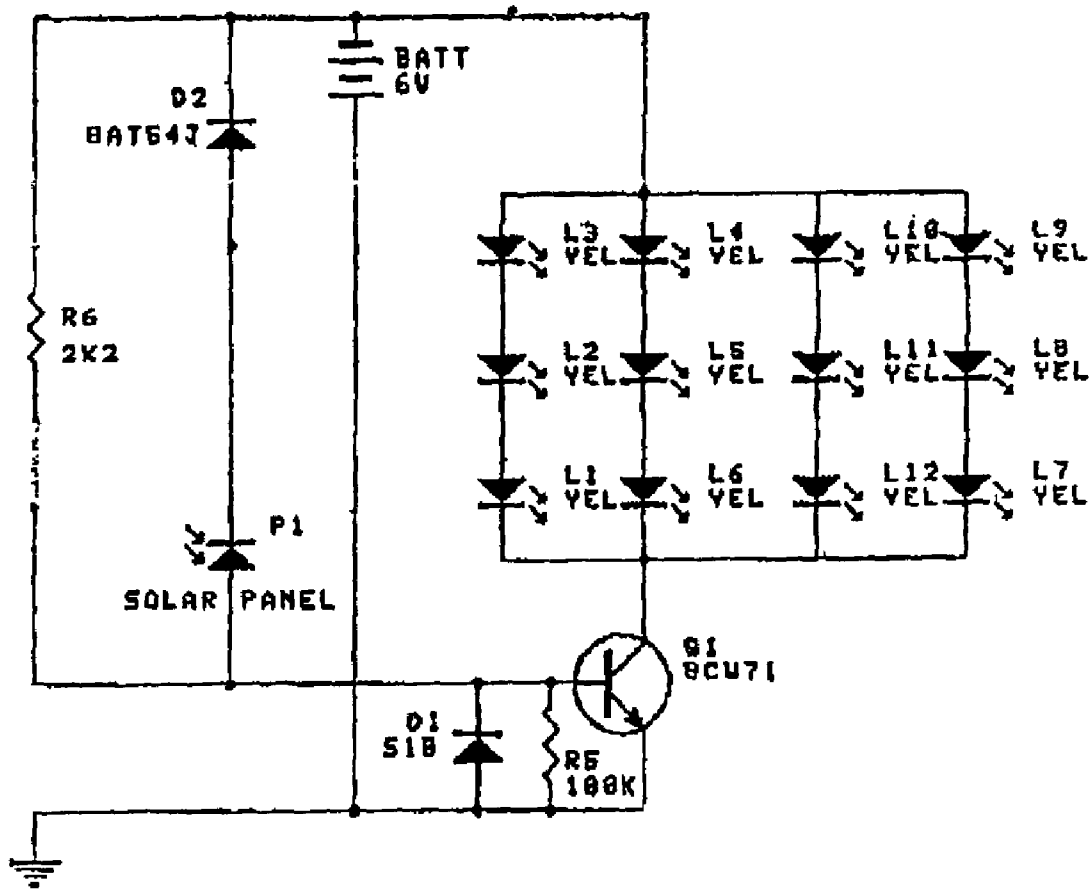 BATT
6V
D2
BAT54J
L3
YEL
L4
YEL
L10
YEL
L9
YEL
R6
2K2
L2
YEL
L5
YEL
L11
YEL
L8
YEL
L1
YEL
L6
YEL
L12
YEL
L7
YEL
P1
SOLAR PANEL
Q1
BCW71
D1
S1B
R5
100K